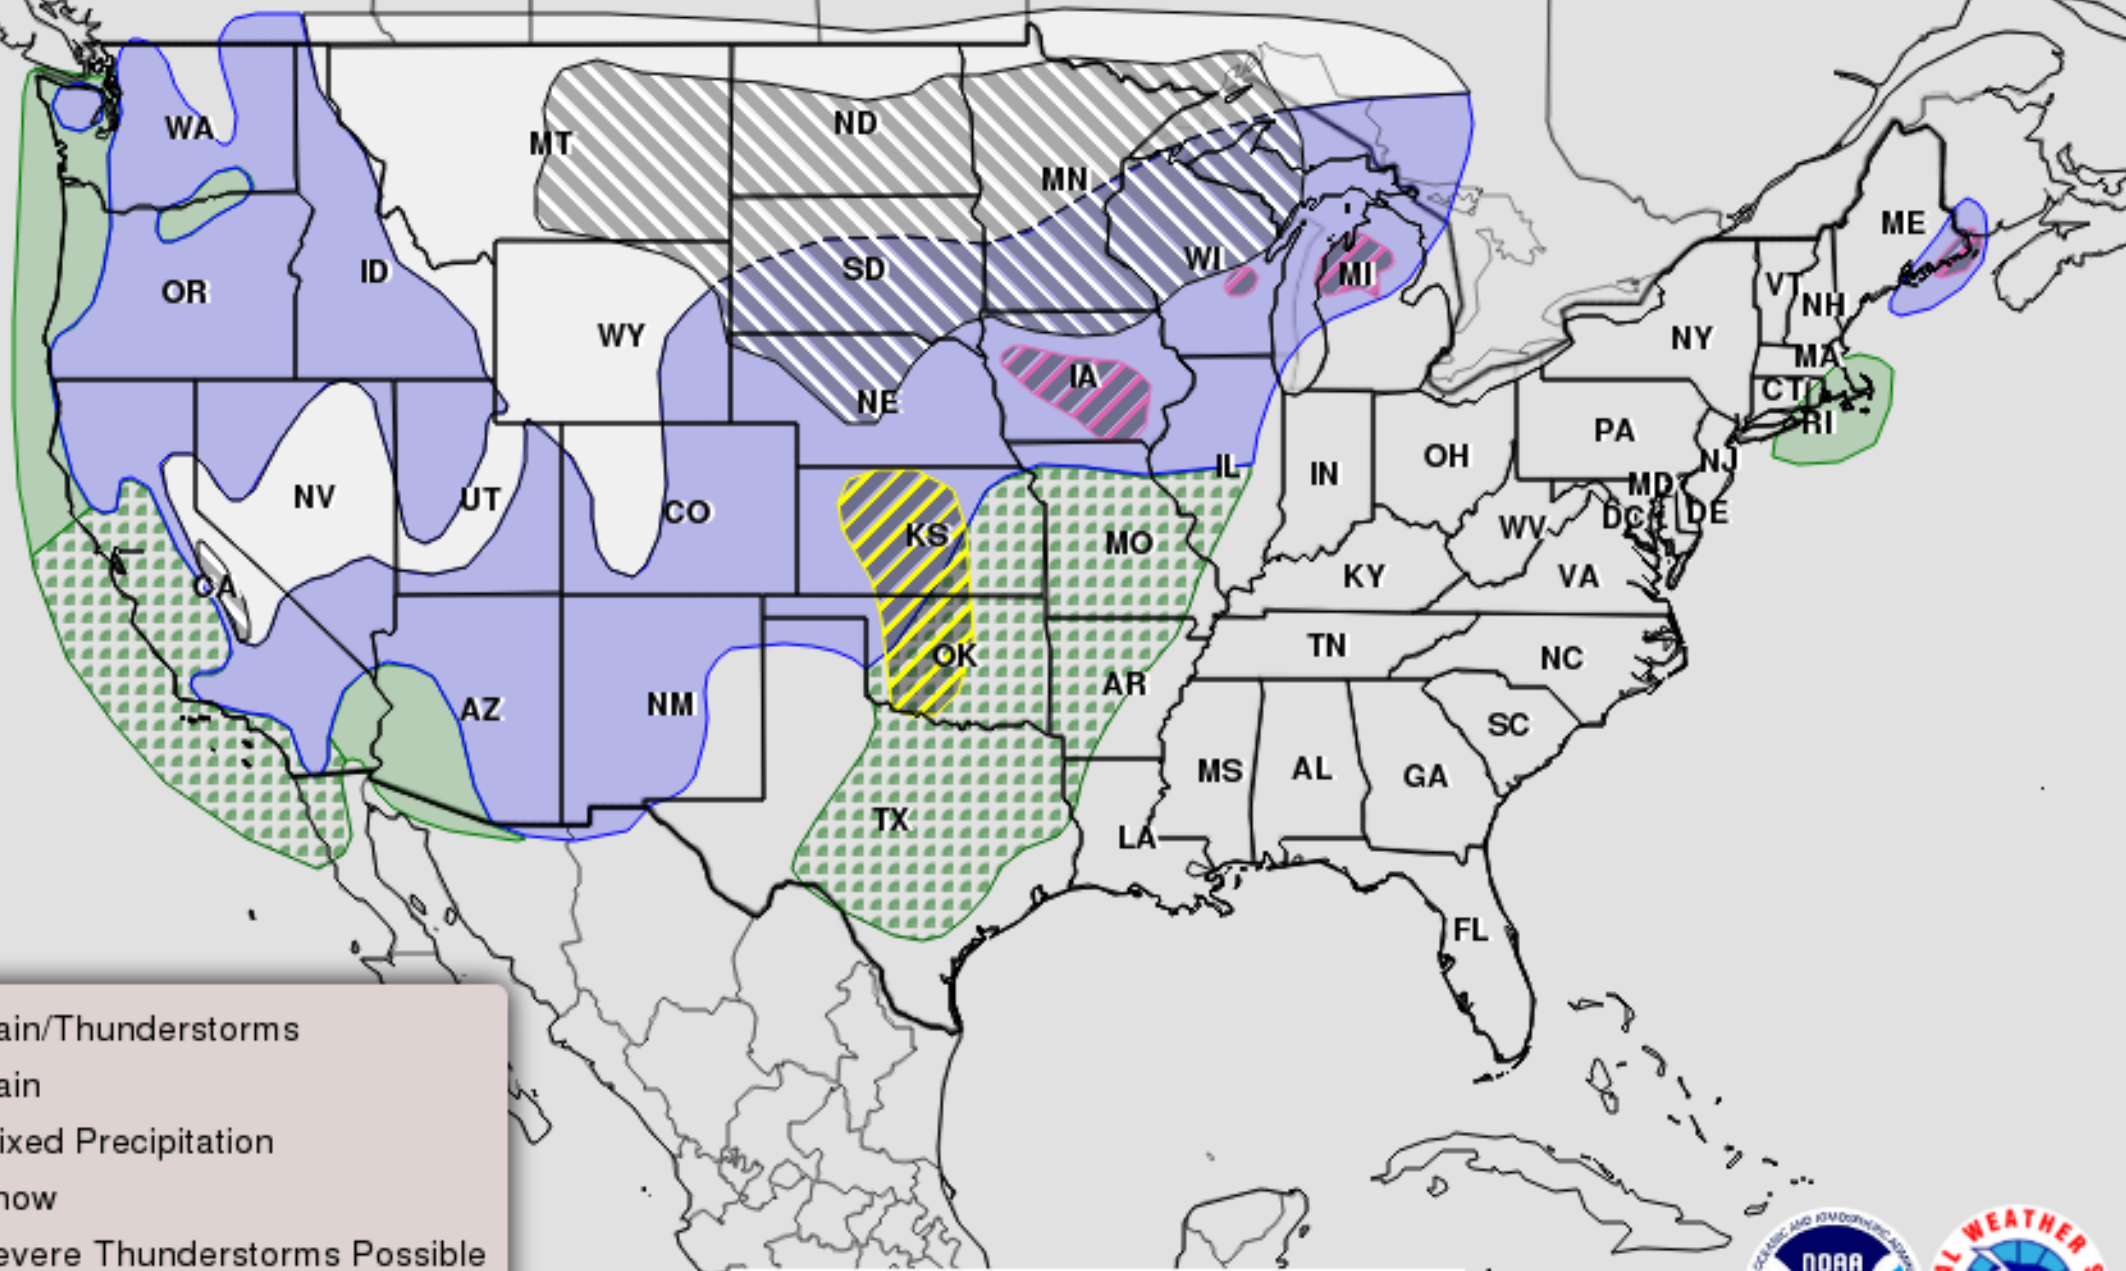 WA
MT
ND
MN
ME
OR
ID
WY
SD
WI
MI
VT
NH
NY
MA
NE
IA
CT
RI
PA
NV
UT
CO
KS
MO
IL
IN
OH
NJ
MD
DC
DE
WV
CA
KY
VA
OK
TN
NC
AZ
NM
AR
SC
TX
MS
AL
GA
LA
FL
ain/Thunderstorms
ain
ixed Precipitation
now
evere Thunderstorms Possible
NOAA
WEATHER